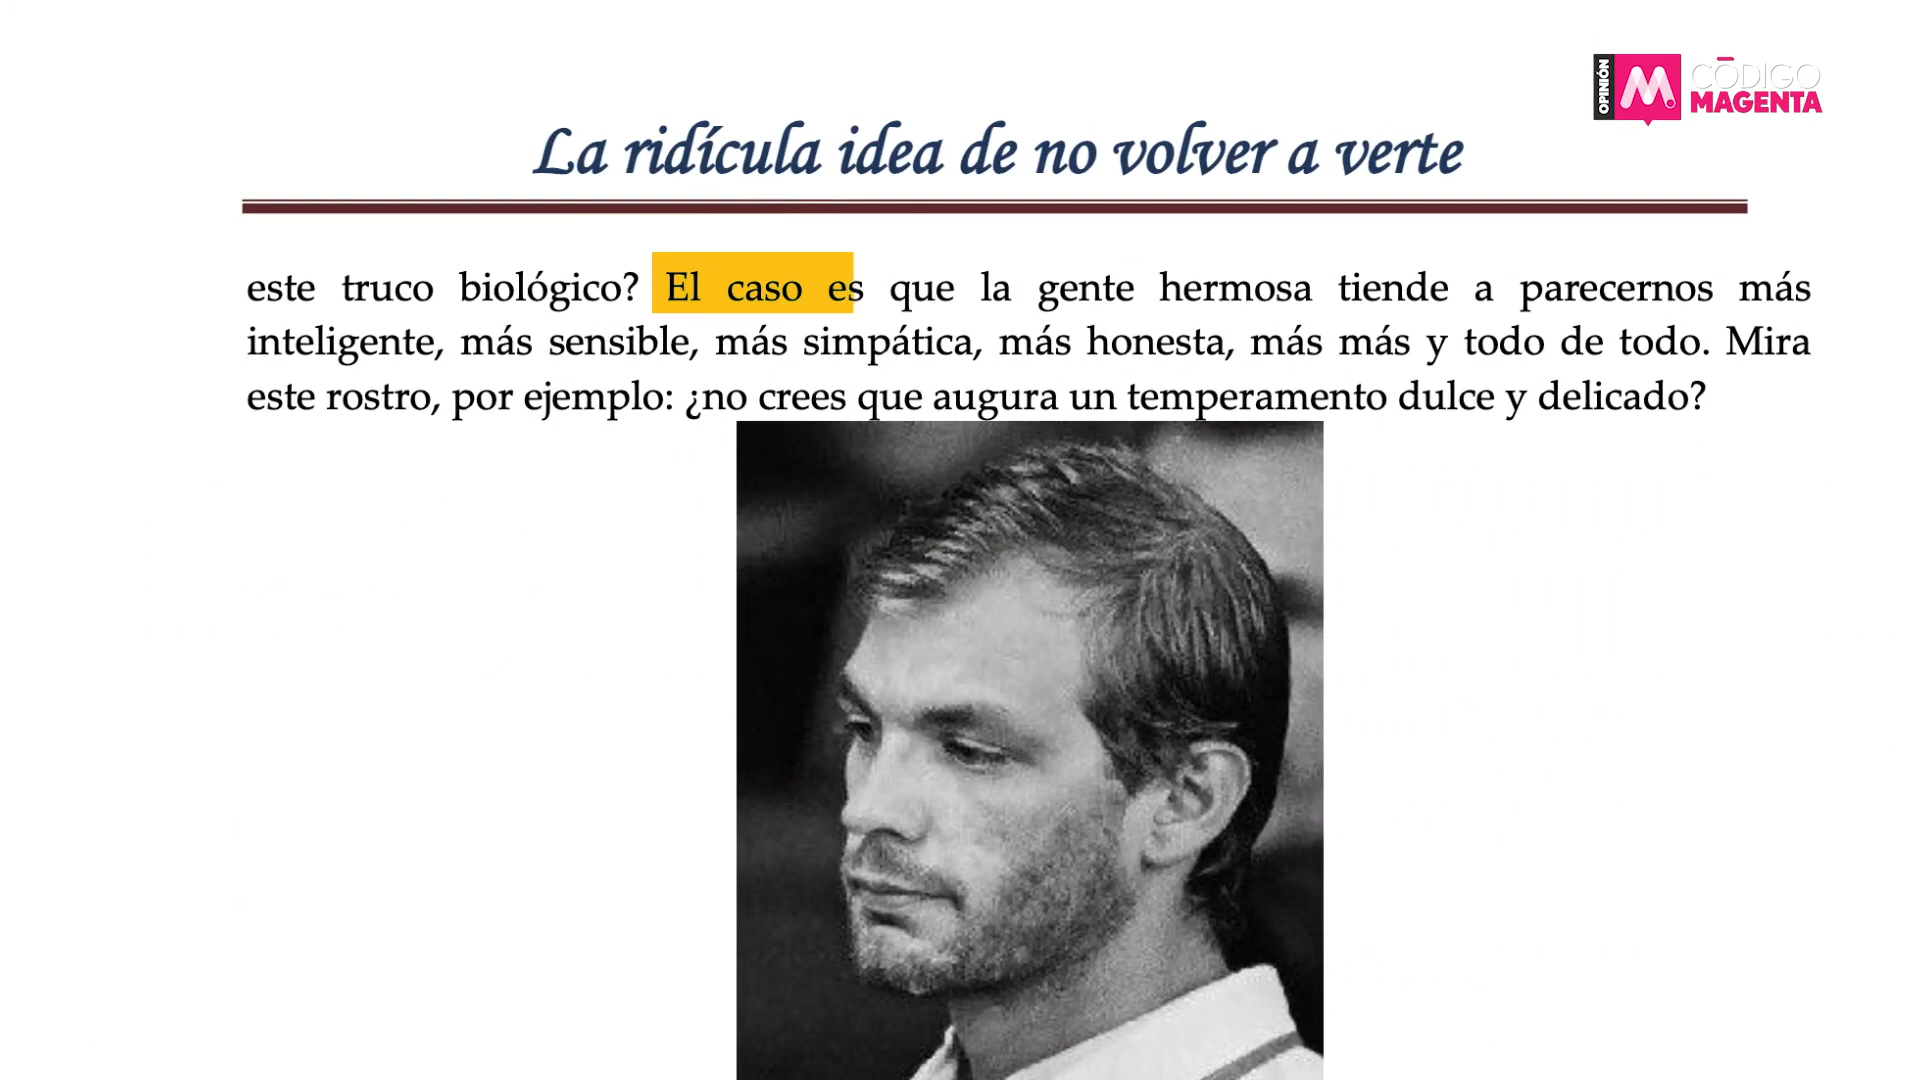 OPINIÓN
M.
CÓDIGO
MAGENTA
La ridícula idea de no volver a verte
este truco biológico? El caso es que la gente hermosa tiende a parecernos más
inteligente, más sensible, más simpática, más honesta, más más y todo de todo. Mira
este rostro, por ejemplo: ¿no crees que augura un temperamento dulce y delicado?